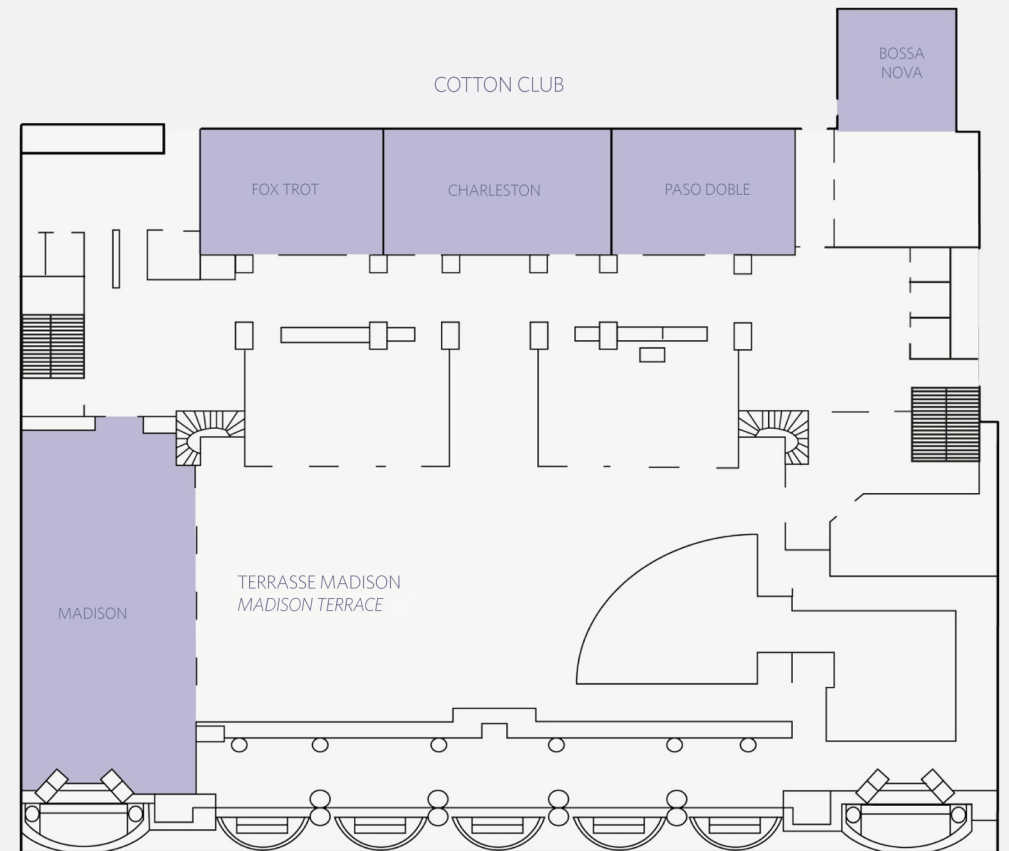 BOSSA
NOVA
COTTON CLUB
FOX TROT
CHARLESTON
PASO DOBLE
TERRASSE MADISON
MADISON TERRACE
MADISON